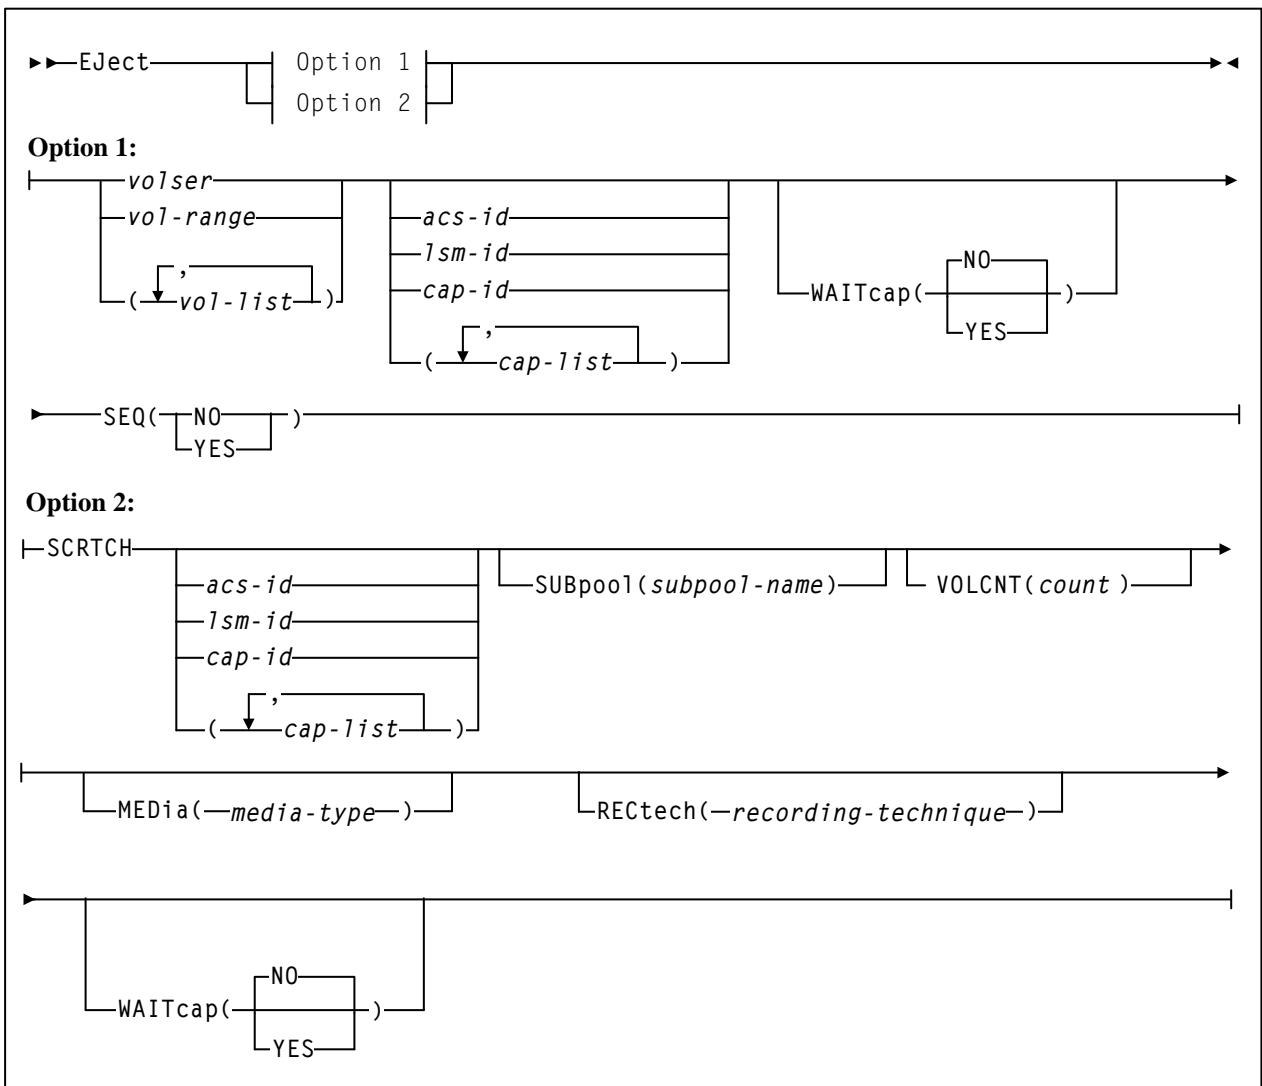 EJect
Option 1
Option 2
Option 1:
volser
vol-range
,
( vol-list )
acs-id
lsm-id
cap-id
,
( cap-list )
WAITcap( NO )
YES
SEQ( NO )
YES
Option 2:
SCRTCH
acs-id
lsm-id
cap-id
,
( cap-list )
SUBpool(subpool-name)
VOLCNT(count )
MEDia( media-type )
RECtech( recording-technique )
NO
WAITcap( )
YES